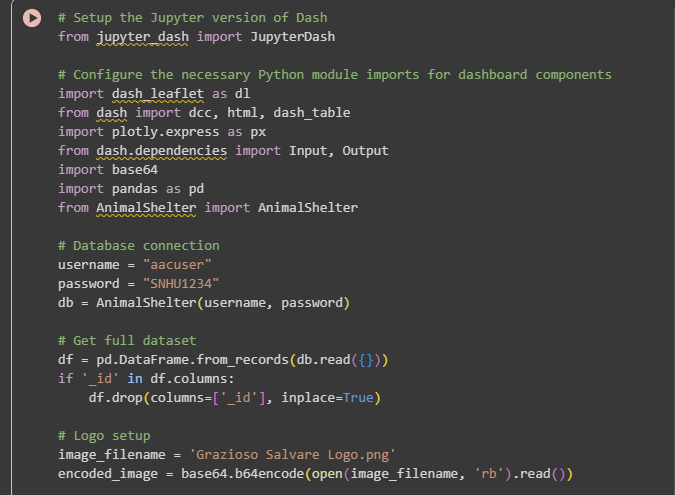 # Setup the Jupyter version of Dash
from jupyter_dash import JupyterDash
# Configure the necessary Python module imports for dashboard components
import dash_leaflet as dl
from dash import dcc, html, dash_table
import plotly.express as px
from dash.dependencies import Input, Output
import base64
import pandas as pd
from AnimalShelter import AnimalShelter
# Database connection
username = "aacuser"
password = "SNHU1234"
db = AnimalShelter(username, password)
# Get full dataset
df = pd.DataFrame.from_records(db.read({}))
if '_id' in df.columns:
    df.drop(columns=['_id'], inplace=True)
# Logo setup
image_filename = 'Grazioso Salvare Logo.png'
encoded_image = base64.b64encode(open(image_filename, 'rb').read())